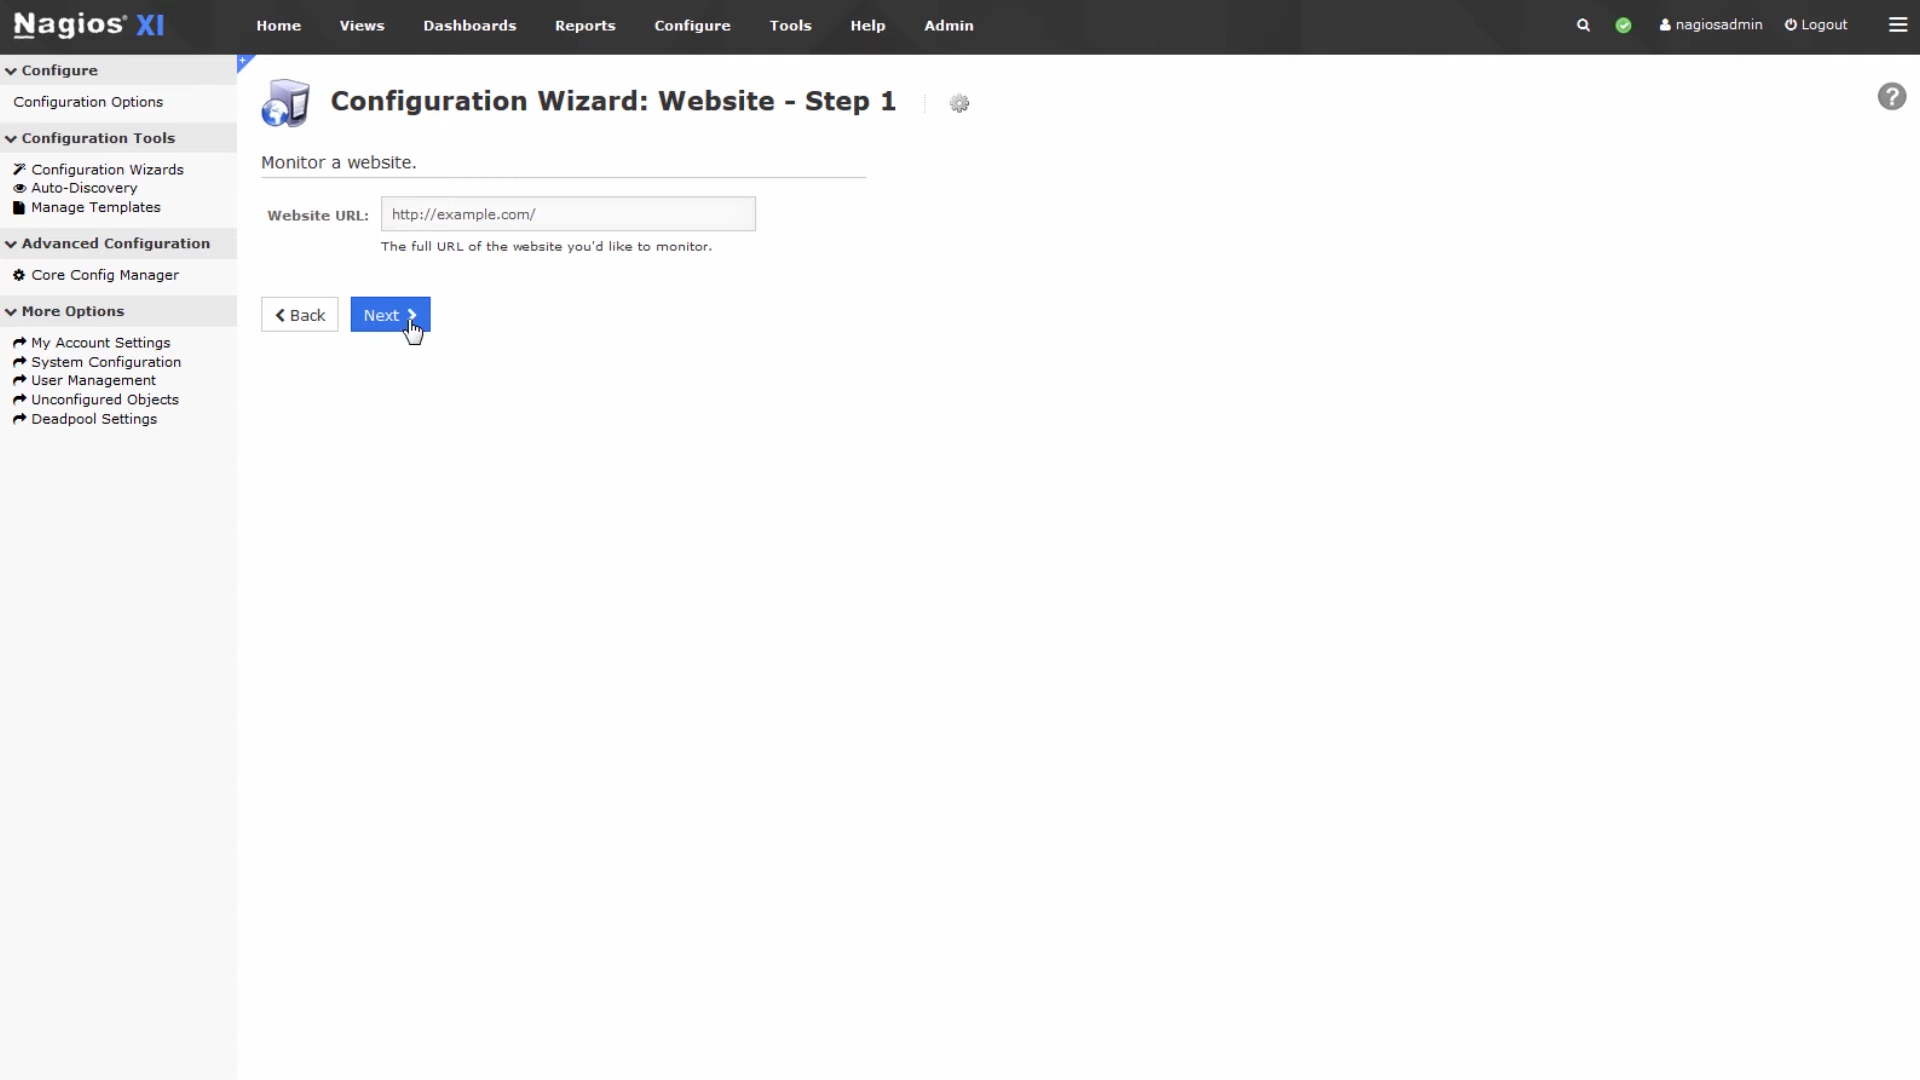 Nagios® XI
Home Views Dashboards Reports Configure Tools Help Admin
nagiosadmin Logout
Configure
Configuration Options
Configuration Tools
Configuration Wizards
Auto-Discovery
Manage Templates
Advanced Configuration
Core Config Manager
More Options
My Account Settings
System Configuration
User Management
Unconfigured Objects
Deadpool Settings
Configuration Wizard: Website - Step 1
Monitor a website.
Website URL: http://example.com/
The full URL of the website you'd like to monitor.
Back Next